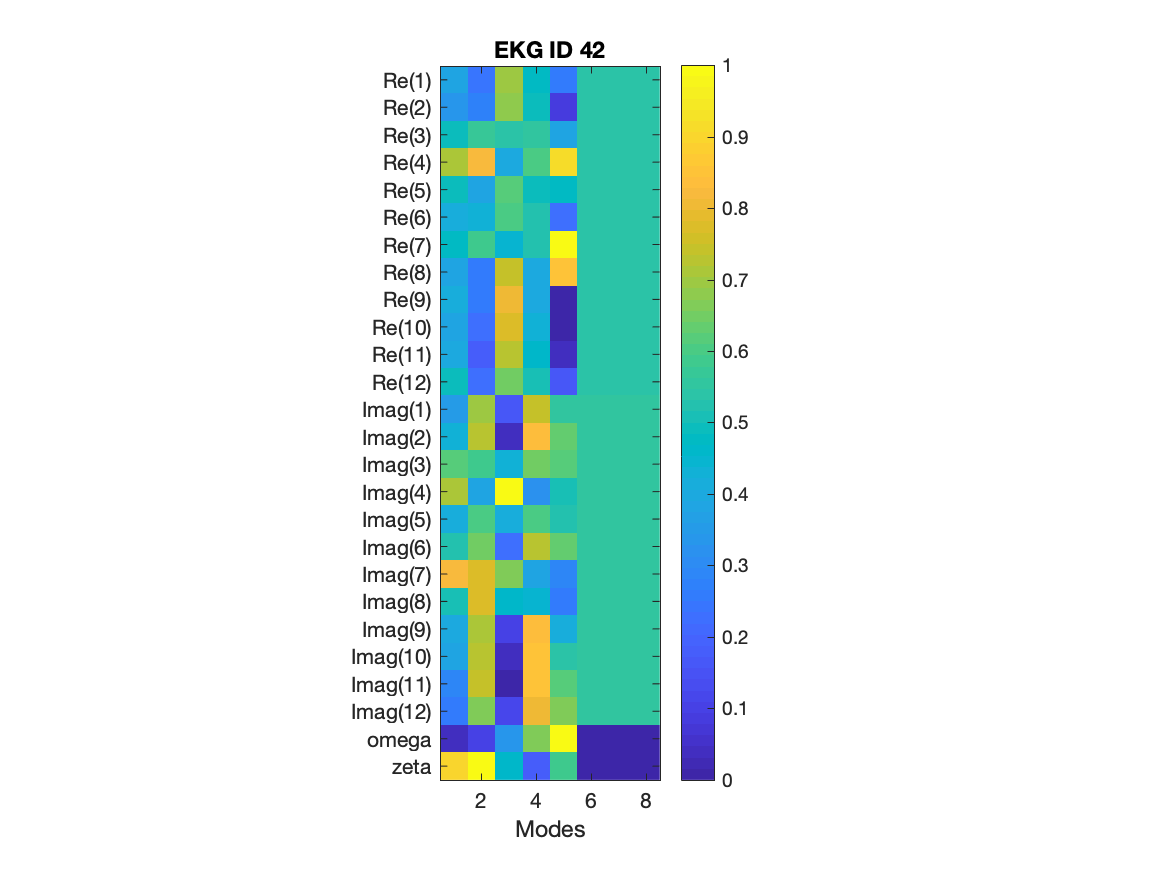 EKG ID 42
Re(1)
Re(2)
Re(3)
Re(4)
Re(5)
Re(6)
Re(7)
Re(8)
Re(9)
Re(10)
Re(11)
Re(12)
Imag(1)
Imag(2)
Imag(3)
Imag(4)
Imag(5)
Imag(6)
Imag(7)
Imag(8)
Imag(9)
Imag(10)
Imag(11)
Imag(12)
omega
zeta
2 4 6 8
Modes
1
0.9
0.8
0.7
0.6
0.5
0.4
0.3
0.2
0.1
0